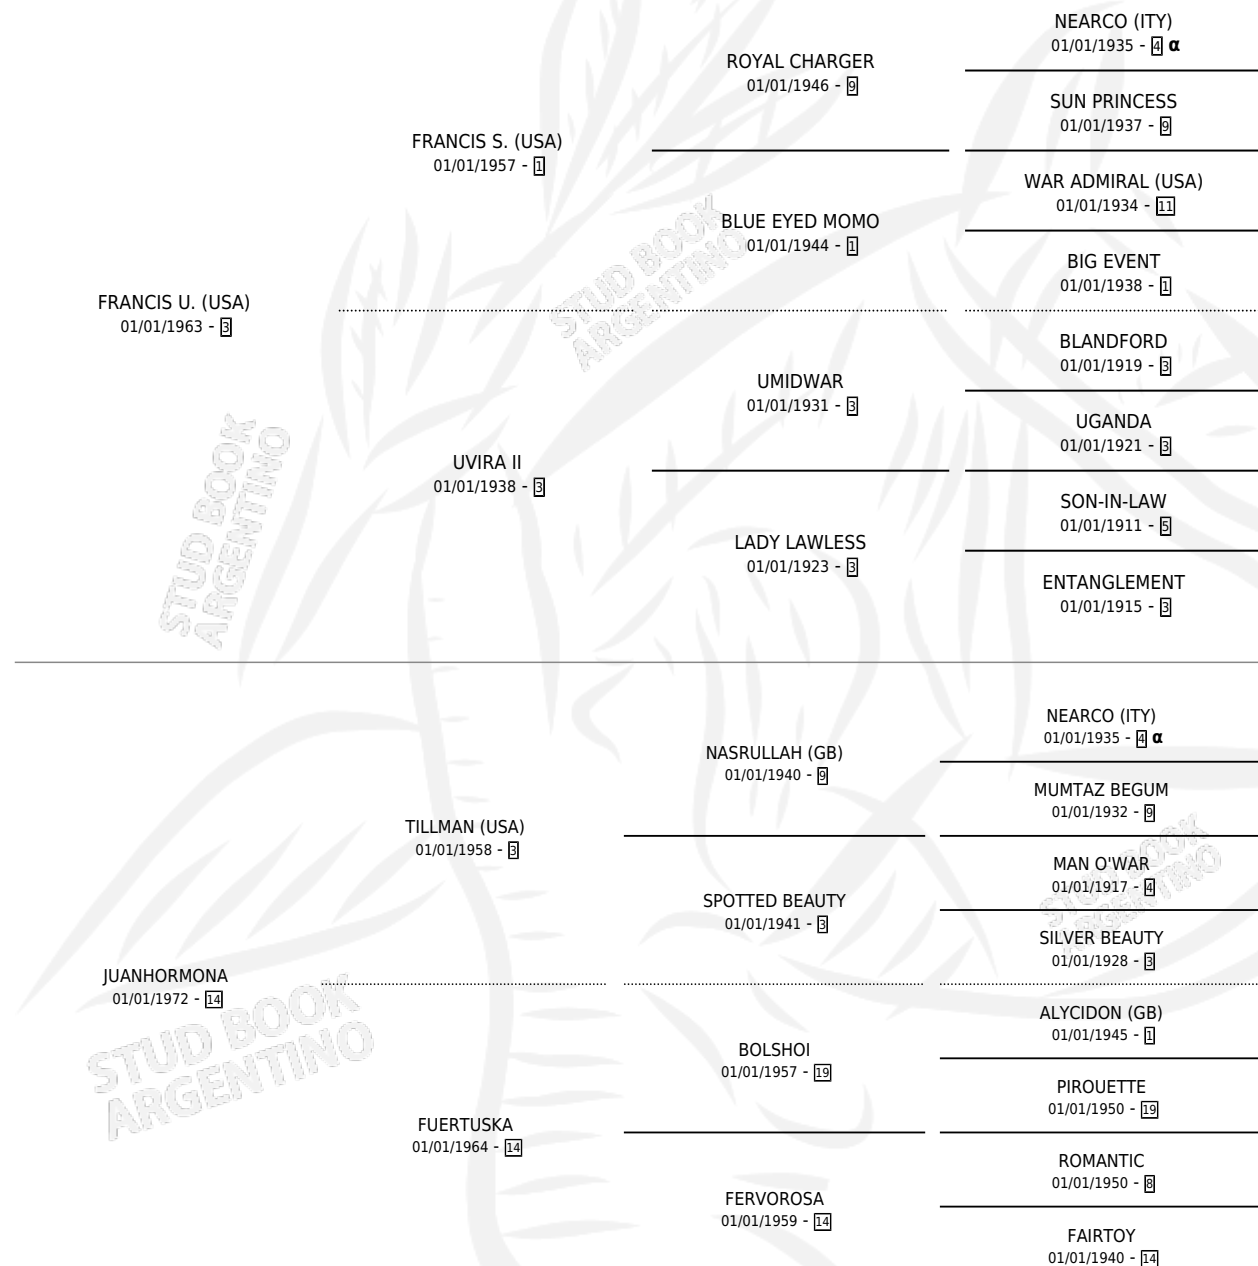 NEARCO (ITY)
01/01/1935 - 4 α
ROYAL CHARGER
01/01/1946 - 9
SUN PRINCESS
01/01/1937 - 9
FRANCIS S. (USA)
01/01/1957 - 1
WAR ADMIRAL (USA)
01/01/1934 - 11
BLUE EYED MOMO
01/01/1944 - 1
BIG EVENT
01/01/1938 - 1
FRANCIS U. (USA)
01/01/1963 - 3
BLANDFORD
01/01/1919 - 3
UMIDWAR
01/01/1931 - 3
UGANDA
01/01/1921 - 3
UVIRA II
01/01/1938 - 3
SON-IN-LAW
01/01/1911 - 5
LADY LAWLESS
01/01/1923 - 3
ENTANGLEMENT
01/01/1915 - 3
NEARCO (ITY)
01/01/1935 - 4 α
NASRULLAH (GB)
01/01/1940 - 9
MUMTAZ BEGUM
01/01/1932 - 9
TILLMAN (USA)
01/01/1958 - 3
MAN O'WAR
01/01/1917 - 4
SPOTTED BEAUTY
01/01/1941 - 3
SILVER BEAUTY
01/01/1928 - 3
JUANHORMONA
01/01/1972 - 14
ALYCIDON (GB)
01/01/1945 - 1
BOLSHOI
01/01/1957 - 19
PIROUETTE
01/01/1950 - 19
FUERTUSKA
01/01/1964 - 14
ROMANTIC
01/01/1950 - 8
FERVOROSA
01/01/1959 - 14
FAIRTOY
01/01/1940 - 14
STUD BOOK
ARGENTINO
STUD BOOK
ARGENTINO
STUD BOOK
ARGENTINO
STUD BOOK
ARGENTINO